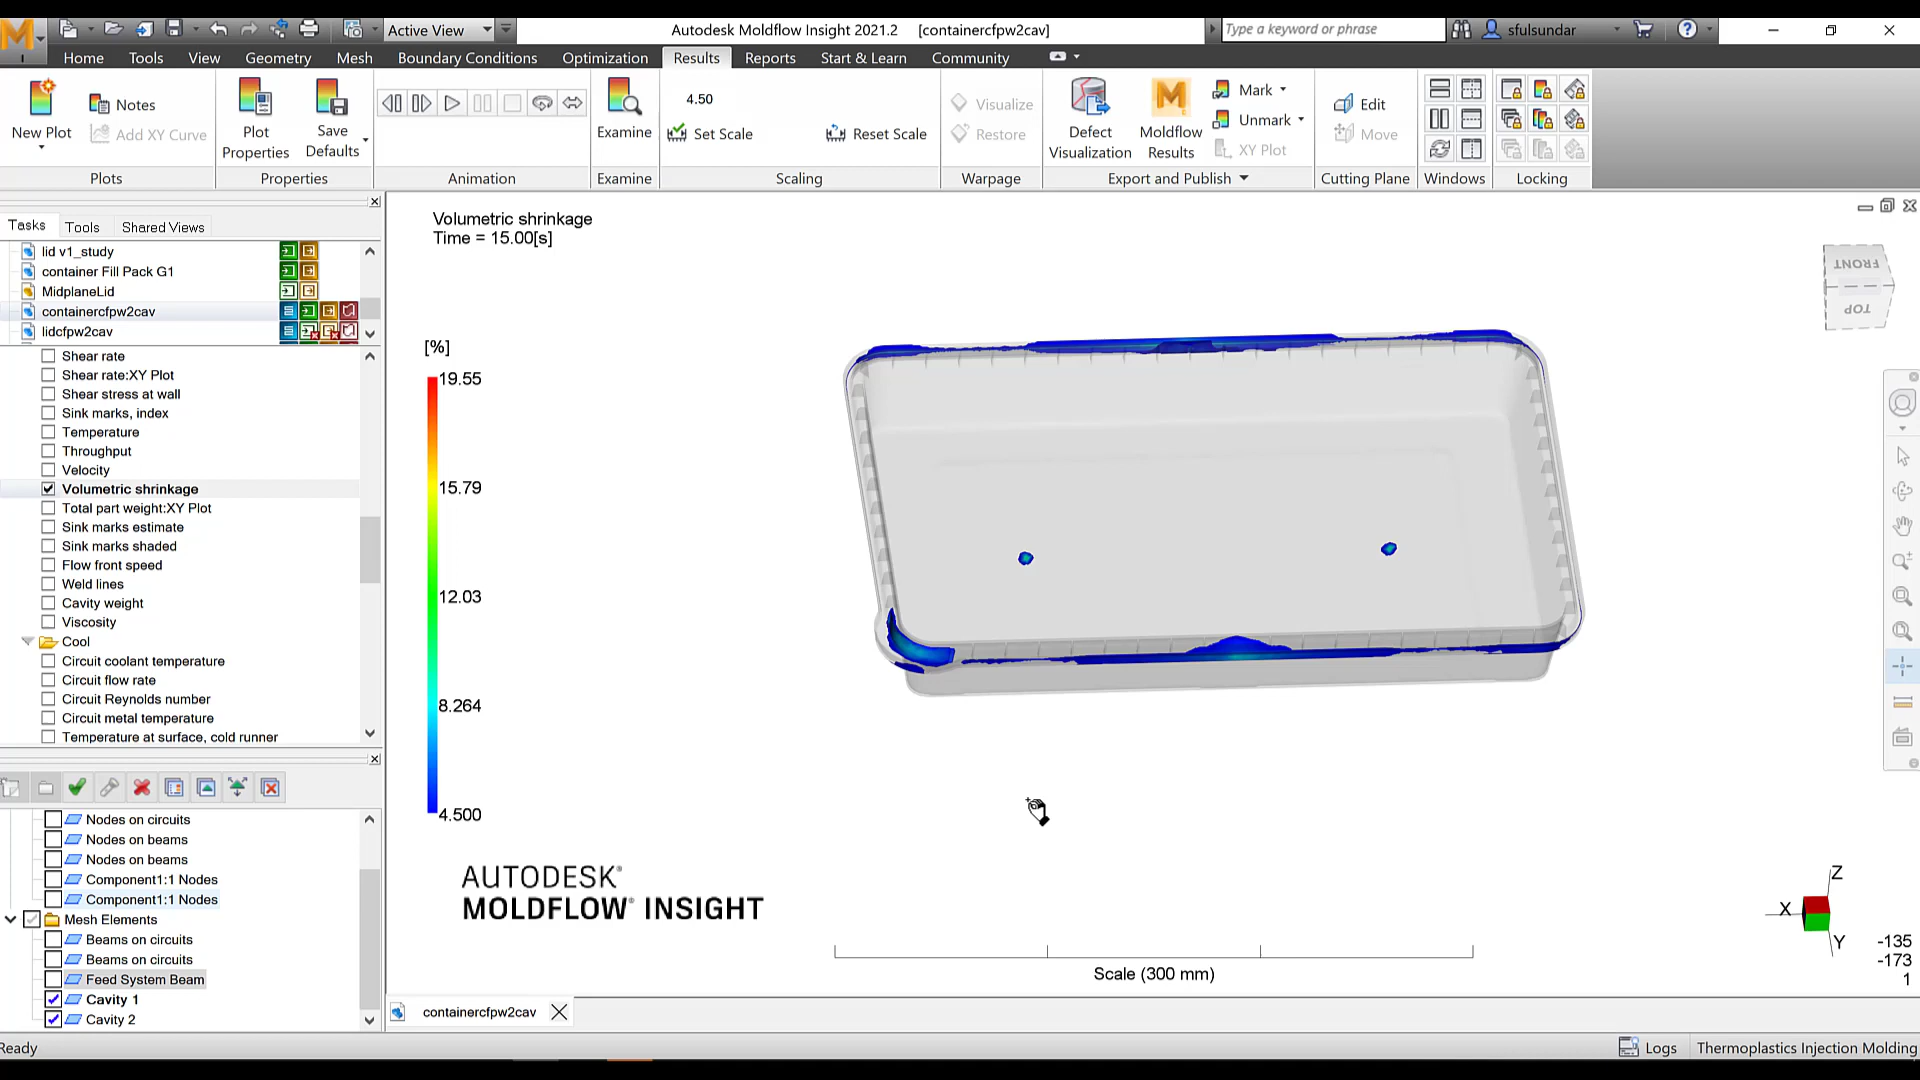 Active View
Autodesk Moldflow Insight 2021.2 [containercfpw2cav]
Type a keyword or phrase
sfulsundar
Home Tools View Geometry Mesh Boundary Conditions Optimization Results Reports Start & Learn Community
New Plot
Notes
Add XY Curve
Plots
Plot Properties
Save Defaults
Properties
Animation
Examine
Examine
4.50
Set Scale
Reset Scale
Scaling
Visualize
Restore
Warpage
Defect Visualization
Moldflow Results
Mark
Unmark
XY Plot
Export and Publish
Edit
Move
Cutting Plane
Windows
Locking
Tasks Tools Shared Views
lid v1_study
container Fill Pack G1
MidplaneLid
containercfpw2cav
lidcfpw2cav
Shear rate
Shear rate:XY Plot
Shear stress at wall
Sink marks, index
Temperature
Throughput
Velocity
Volumetric shrinkage
Total part weight:XY Plot
Sink marks estimate
Sink marks shaded
Flow front speed
Weld lines
Cavity weight
Viscosity
Cool
Circuit coolant temperature
Circuit flow rate
Circuit Reynolds number
Circuit metal temperature
Temperature at surface, cold runner
Nodes on circuits
Nodes on beams
Nodes on beams
Component1:1 Nodes
Component1:1 Nodes
Mesh Elements
Beams on circuits
Beams on circuits
Feed System Beam
Cavity 1
Cavity 2
Volumetric shrinkage
Time = 15.00[s]
[%]
19.55
15.79
12.03
8.264
4.500
FRONT
TOP
AUTODESK®
MOLDFLOW® INSIGHT
Scale (300 mm)
Z
X
Y
-135
-173
1
containercfpw2cav
Ready
Logs
Thermoplastics Injection Molding